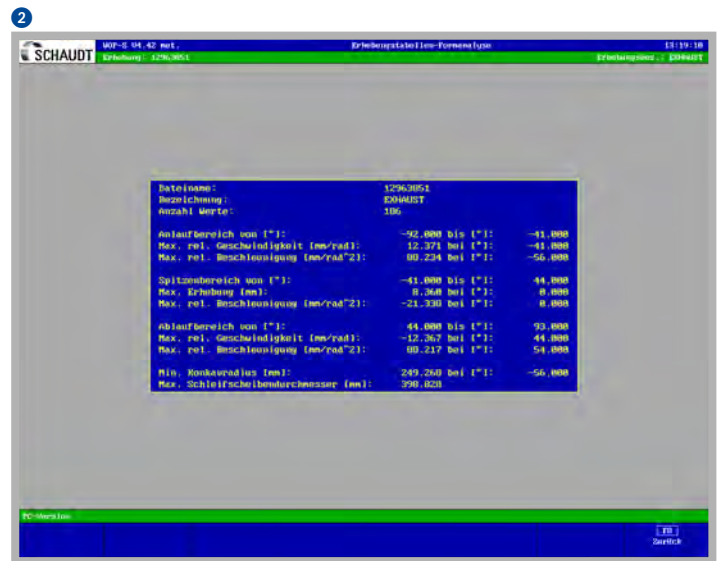 2
SCHAUDT WOP-S V4.42 met. Erhebungstabellen-Formanalyse 13:19:10
Erhebung: 12963051 EXHAUST
Dateiname: 12963051
Bezeichnung: EXHAUST
Anzahl Werte: 186
Anlaufbereich von [°]: -92.000 bis [°]: -41.000
Max. rel. Geschwindigkeit [mm/rad]: 12.371 bei [°]: -41.000
Max. rel. Beschleunigung [mm/rad^2]: 80.234 bei [°]: -56.000
Spitzenbereich von [°]: -41.000 bis [°]: 44.000
Max. Erhebung [mm]: 8.360 bei [°]: 0.000
Max. rel. Beschleunigung [mm/rad^2]: -21.330 bei [°]: 0.000
Ablaufbereich von [°]: 44.000 bis [°]: 93.000
Max. rel. Geschwindigkeit [mm/rad]: -12.367 bei [°]: 44.000
Max. rel. Beschleunigung [mm/rad^2]: 80.217 bei [°]: 54.000
Min. Konkavradius [mm]: 249.260 bei [°]: -56.000
Max. Schleifscheibendurchmesser [mm]: 398.820
PC-Version
Zurück